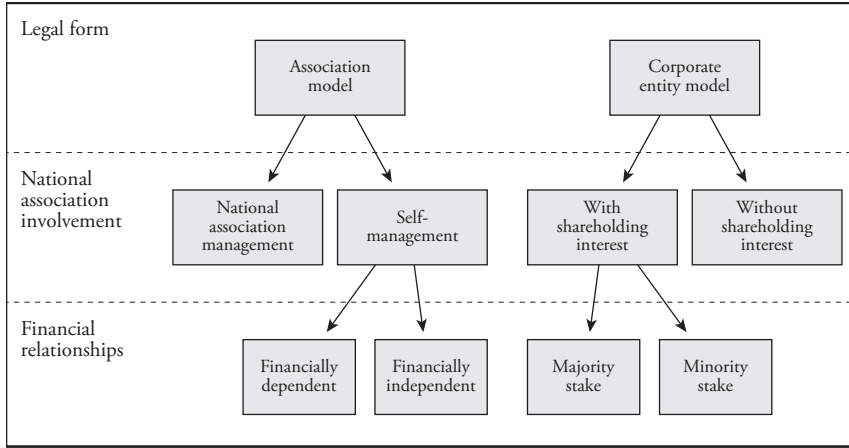 Legal form
Association
model
Corporate
entity model
National
association
involvement
National
association
management
Self-
management
With
shareholding
interest
Without
shareholding
interest
Financial
relationships
Financially
dependent
Financially
independent
Majority
stake
Minority
stake